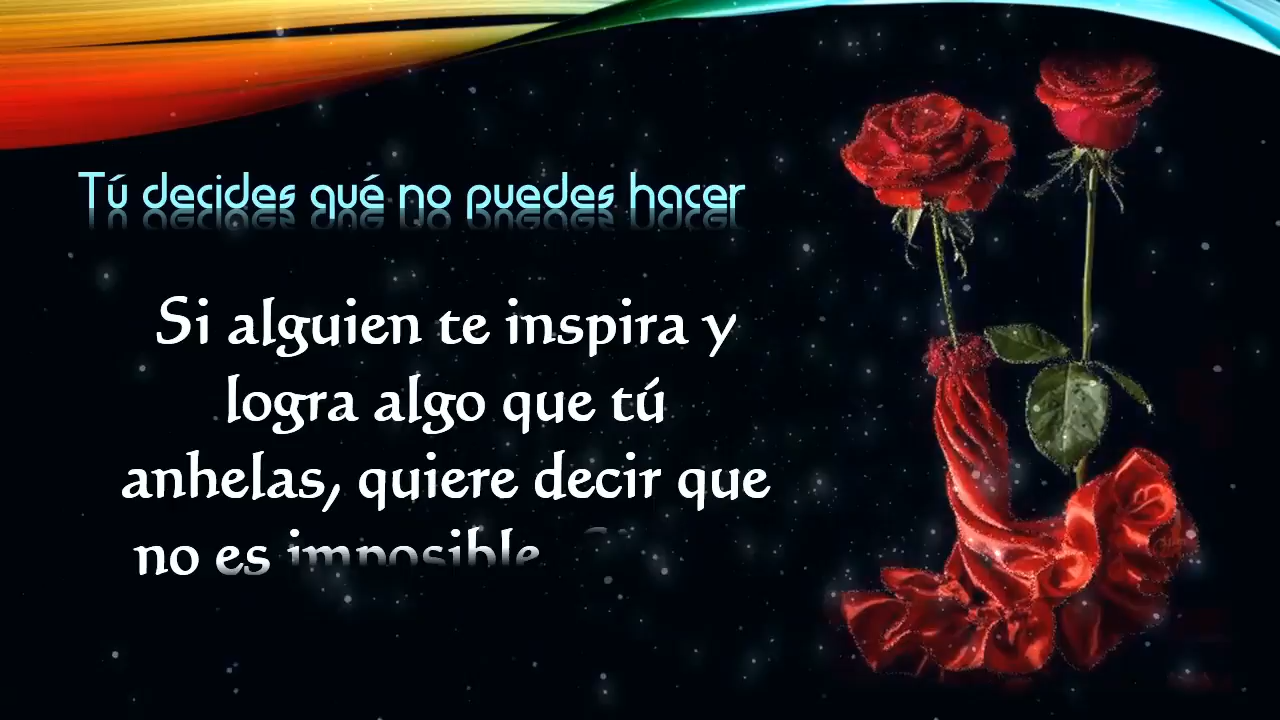 Tú decides qué no puedes hacer
Si alguien te inspira y
logra algo que tú
anhelas, quiere decir que
no es imposible